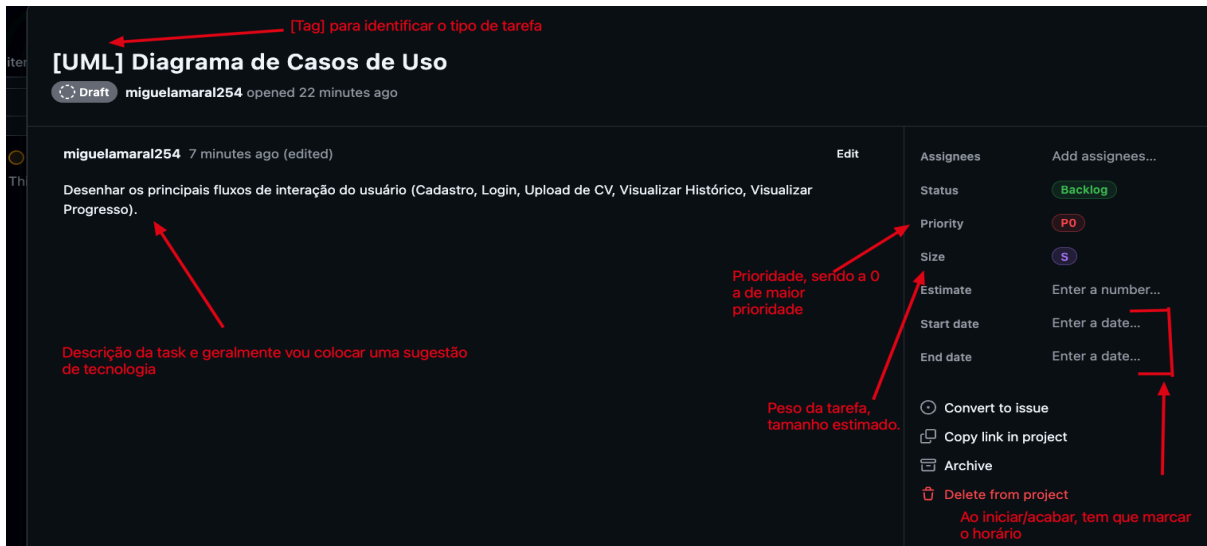 [Tag] para identificar o tipo de tarefa
[UML] Diagrama de Casos de Uso
Draft miguelamaral254 opened 22 minutes ago
miguelamaral254 7 minutes ago (edited) Edit
Desenhar os principais fluxos de interação do usuário (Cadastro, Login, Upload de CV, Visualizar Histórico, Visualizar
Progresso).
Descrição da task e geralmente vou colocar uma sugestão
de tecnologia
Assignees Add assignees...
Status Backlog
Priority P0
Size S
Estimate Enter a number...
Start date Enter a date...
End date Enter a date...
Prioridade, sendo a 0
a de maior
prioridade
Peso da tarefa,
tamanho estimado.
Convert to issue
Copy link in project
Archive
Delete from project
Ao iniciar/acabar, tem que marcar
o horário